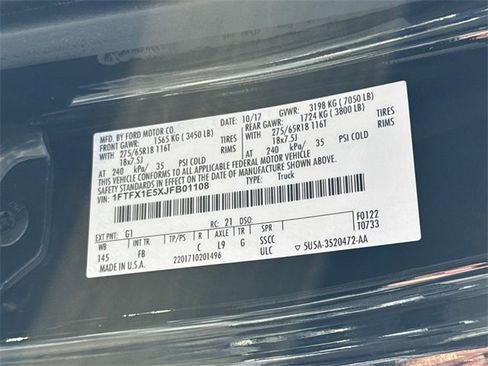 MFD. BY FORD MOTOR CO.
10/17 GVWR: 3198 KG (7050 LB)
FRONT GAWR: 1565 KG (3450 LB) REAR GAWR: 1724 KG (3800 LB)
WITH 275/65R18 116T TIRES WITH 275/65R18 116T TIRES
18x7.5J RIMS 18x7.5J RIMS
AT 240 kPa/ 35 PSI COLD AT 240 kPa/ 35 PSI COLD
THIS VEHICLE CONFORMS TO ALL APPLICABLE FEDERAL MOTOR VEHICLE SAFETY
STANDARDS IN EFFECT ON THE DATE OF MANUFACTURE SHOWN ABOVE.
VIN: 1FTFX1E5XJFB01108 TYPE: Truck
F0122
T0733
EXT PNT: G1 RC: 21 DSO:
WB INT TR TP/PS R AXLE TR SPR
145 FB C L9 G SSCC
MADE IN U.S.A. 2201710201496 ULC ▽ 5U5A-3520472-AA